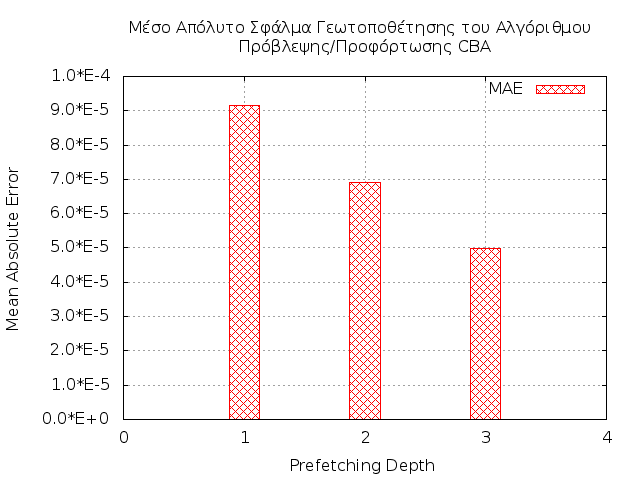 Μέσο Απόλυτο Σφάλμα Γεωτοποθέτησης του Αλγόριθμου
Πρόβλεψης/Προφόρτωσης CBA
MAE
1.0*E-4
9.0*E-5
8.0*E-5
7.0*E-5
6.0*E-5
5.0*E-5
4.0*E-5
3.0*E-5
2.0*E-5
1.0*E-5
0.0*E+0
Mean Absolute Error
0 1 2 3 4
Prefetching Depth